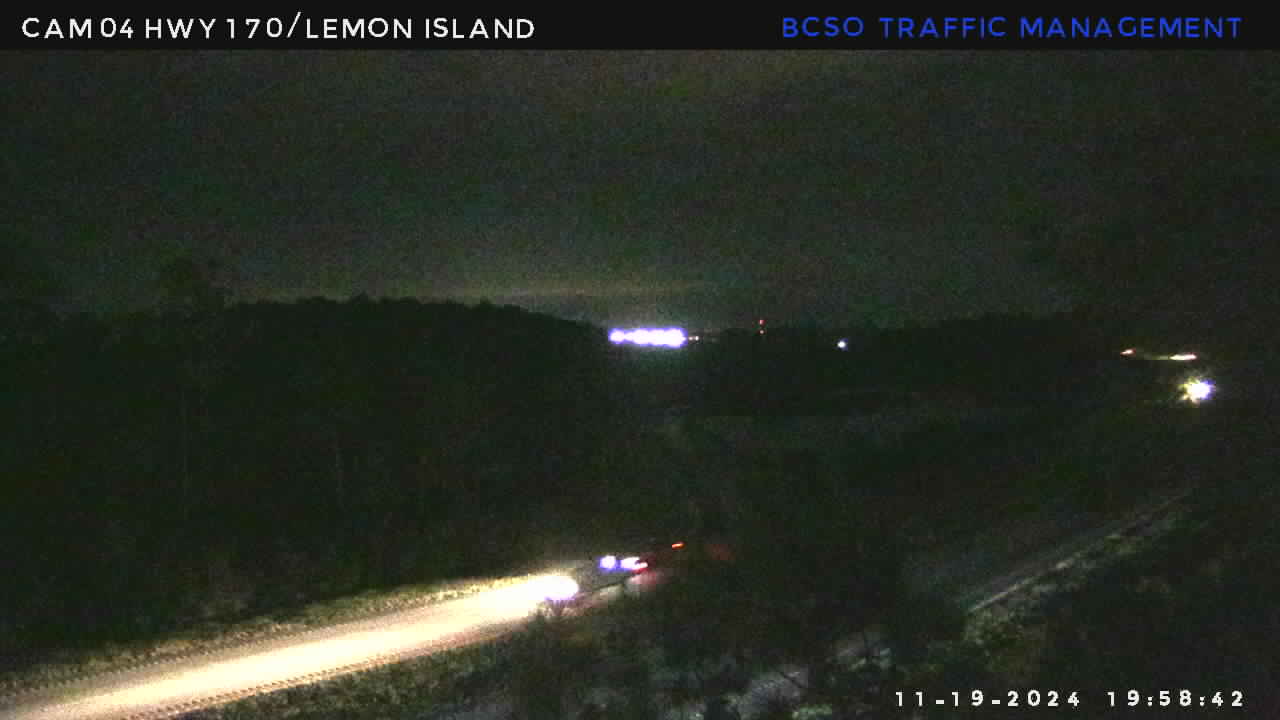 CAM04 HWY 170/LEMON ISLAND
BCSO TRAFFIC MANAGEMENT
11-19-2024 19:58:42